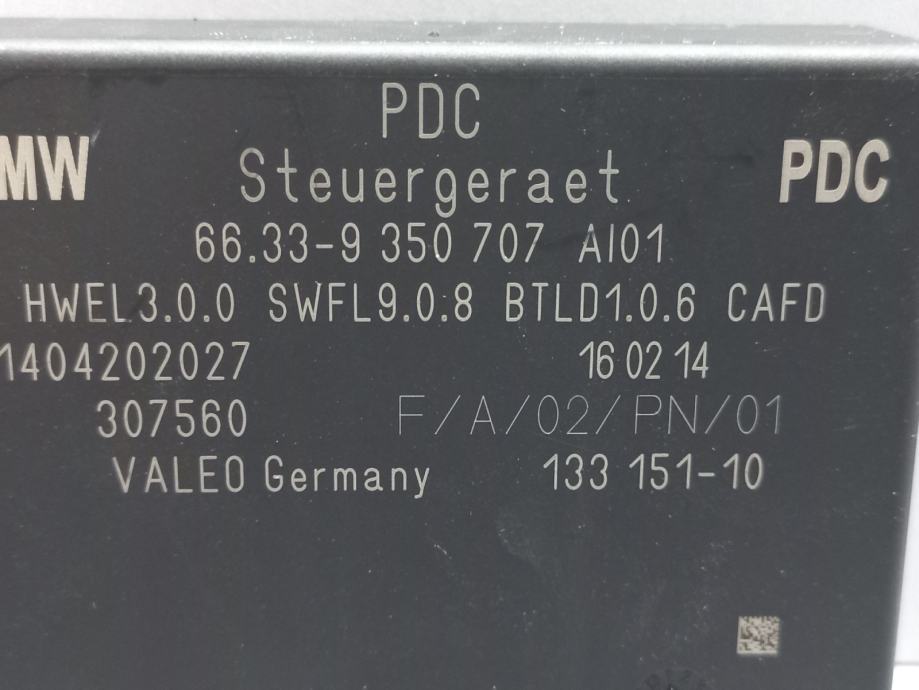 PDC
MW PDC
Steuergeraet
66.33-9 350 707 AI01
HWEL3.0.0 SWFL9.0.8 BTLD1.0.6 CAFD
1404202027 16 02 14
307560 F/A/02/PN/01
VALEO Germany 133 151-10